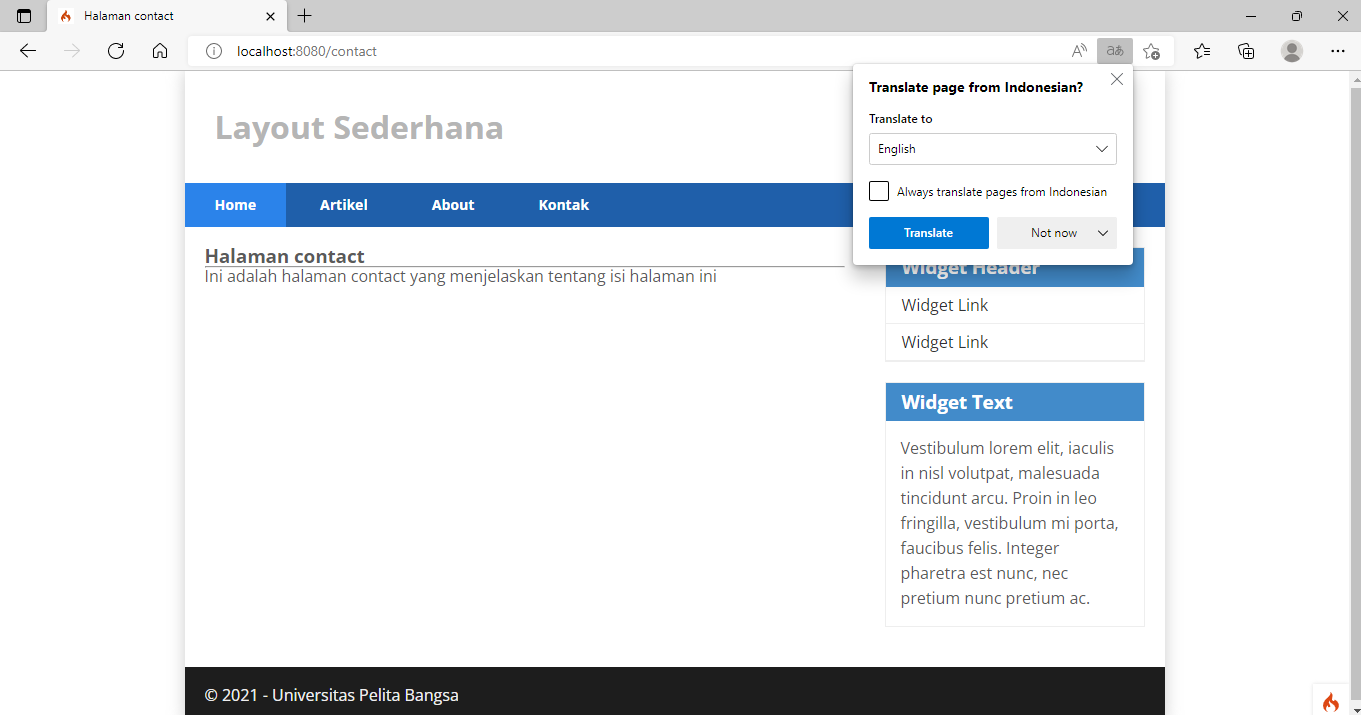 Halaman contact
localhost:8080/contact
Translate page from Indonesian?
Translate to
English
Always translate pages from Indonesian
Translate
Not now
Layout Sederhana
Home
Artikel
About
Kontak
Halaman contact
Ini adalah halaman contact yang menjelaskan tentang isi halaman ini
Widget Header
Widget Link
Widget Link
Widget Text
Vestibulum lorem elit, iaculis
in nisl volutpat, malesuada
tincidunt arcu. Proin in leo
fringilla, vestibulum mi porta,
faucibus felis. Integer
pharetra est nunc, nec
pretium nunc pretium ac.
© 2021 - Universitas Pelita Bangsa